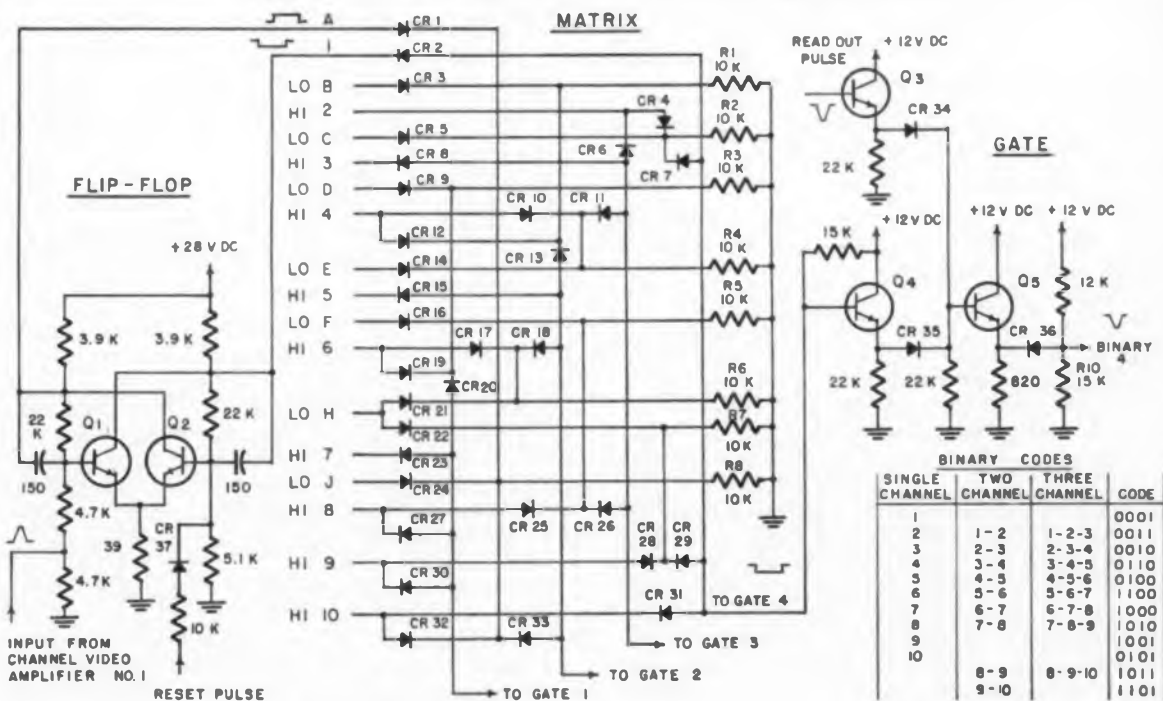 MATRIX
A
1
CR 1
CR 2
LO B
CR 3
HI 2
CR 4
LO C
CR 5
CR 6
HI 3
CR 8
CR 7
LO D
CR 9
HI 4
CR 10
CR 11
CR 12
CR 13
LO E
CR 14
HI 5
CR 15
LO F
CR 16
HI 6
CR 17
CR 18
CR 19
CR 20
LO H
CR 21
CR 22
HI 7
CR 23
LO J
CR 24
HI 8
CR 25
CR 26
CR 27
CR 28
CR 29
HI 9
CR 30
HI 10
CR 31
CR 32
CR 33
R1
10 K
R2
10 K
R3
10 K
R4
10 K
R5
10 K
R6
10 K
R7
10 K
R8
10 K
TO GATE 4
TO GATE 3
TO GATE 2
TO GATE 1
FLIP-FLOP
+ 28 V DC
3.9 K
3.9 K
22 K
22 K
Q1
Q2
150
150
4.7 K
CR 37
39
5.1 K
4.7 K
10 K
INPUT FROM
CHANNEL VIDEO
AMPLIFIER NO. 1
RESET PULSE
READ OUT
PULSE
+ 12V DC
Q3
CR 34
22 K
GATE
+ 12V DC
+ 12V DC
+ 12V DC
15 K
Q4
Q5
12 K
CR 35
CR 36
BINARY
4
22 K
22 K
820
R10
15 K
BINARY CODES
SINGLE CHANNEL TWO CHANNEL THREE CHANNEL CODE
1 0001
2 1-2 1-2-3 0011
3 2-3 2-3-4 0010
4 3-4 3-4-5 0110
5 4-5 4-5-6 0100
6 5-6 5-6-7 1100
7 6-7 6-7-8 1000
8 7-8 7-8-9 1010
9 1001
10 0101
8-9 8-9-10 1011
9-10 1101